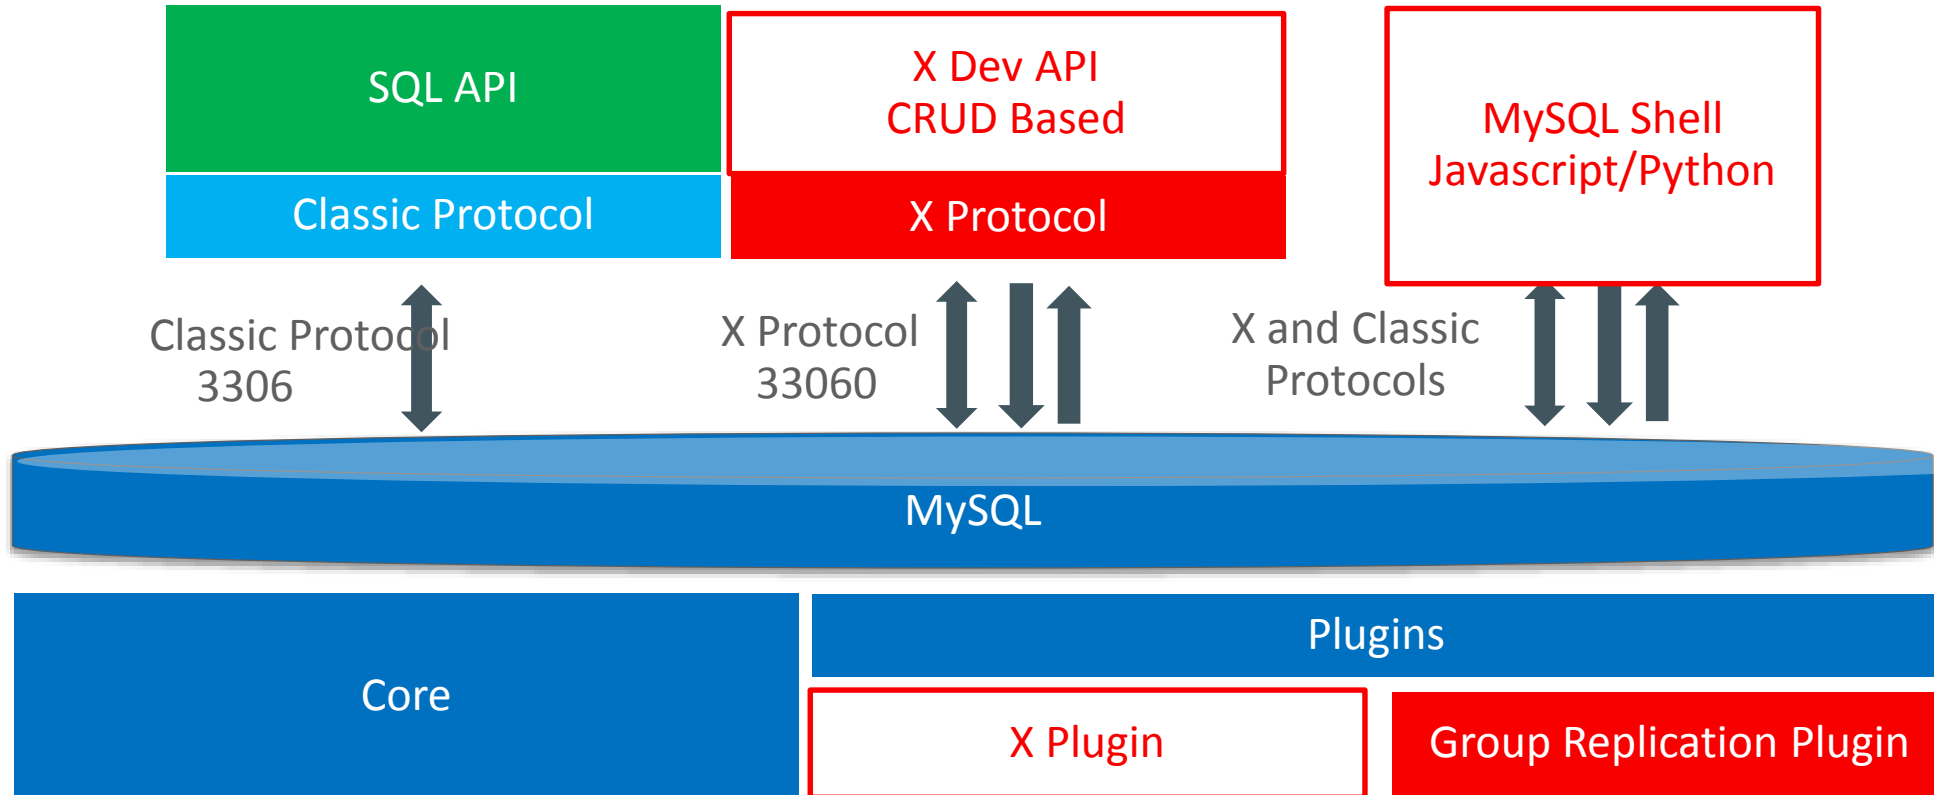 SQL API
X Dev API
CRUD Based
MySQL Shell
Javascript/Python
Classic Protocol
X Protocol
Classic Protocol
3306
X Protocol
33060
X and Classic
Protocols
MySQL
Core
Plugins
X Plugin
Group Replication Plugin